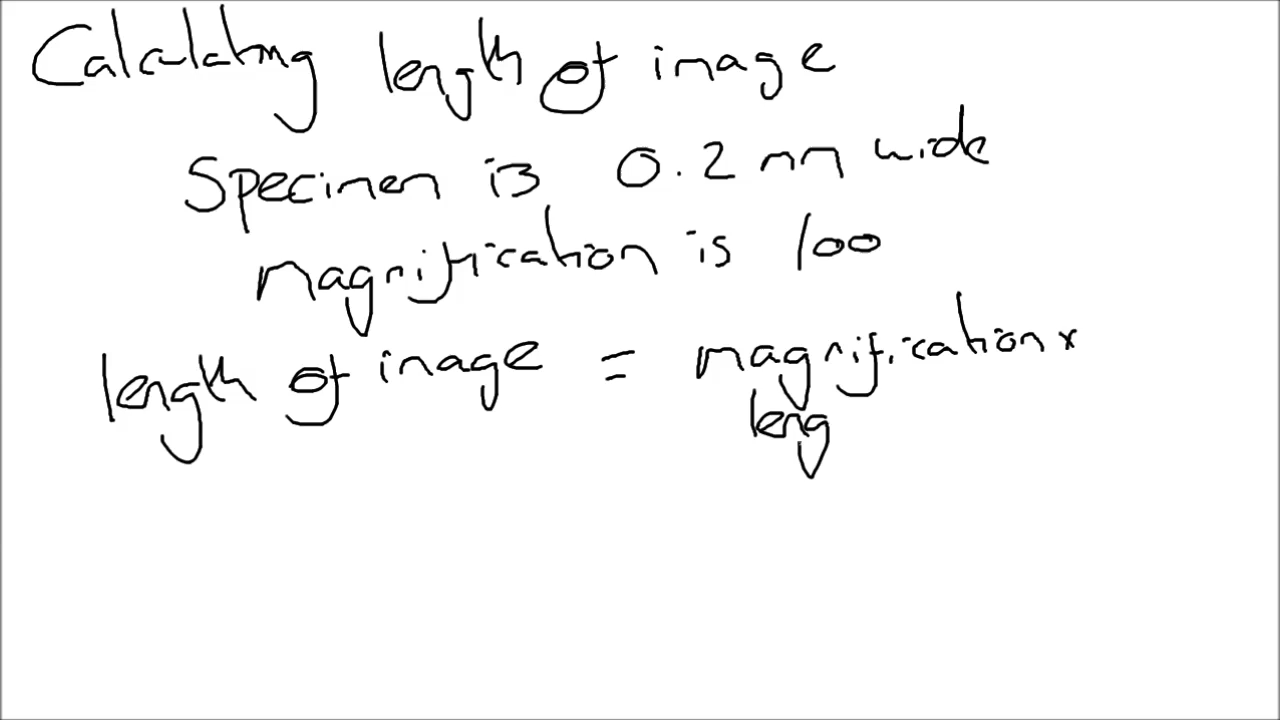 Calculating length of image
Specimen is 0.2 mm wide
magnification is 100
length of image = magnification x
leng